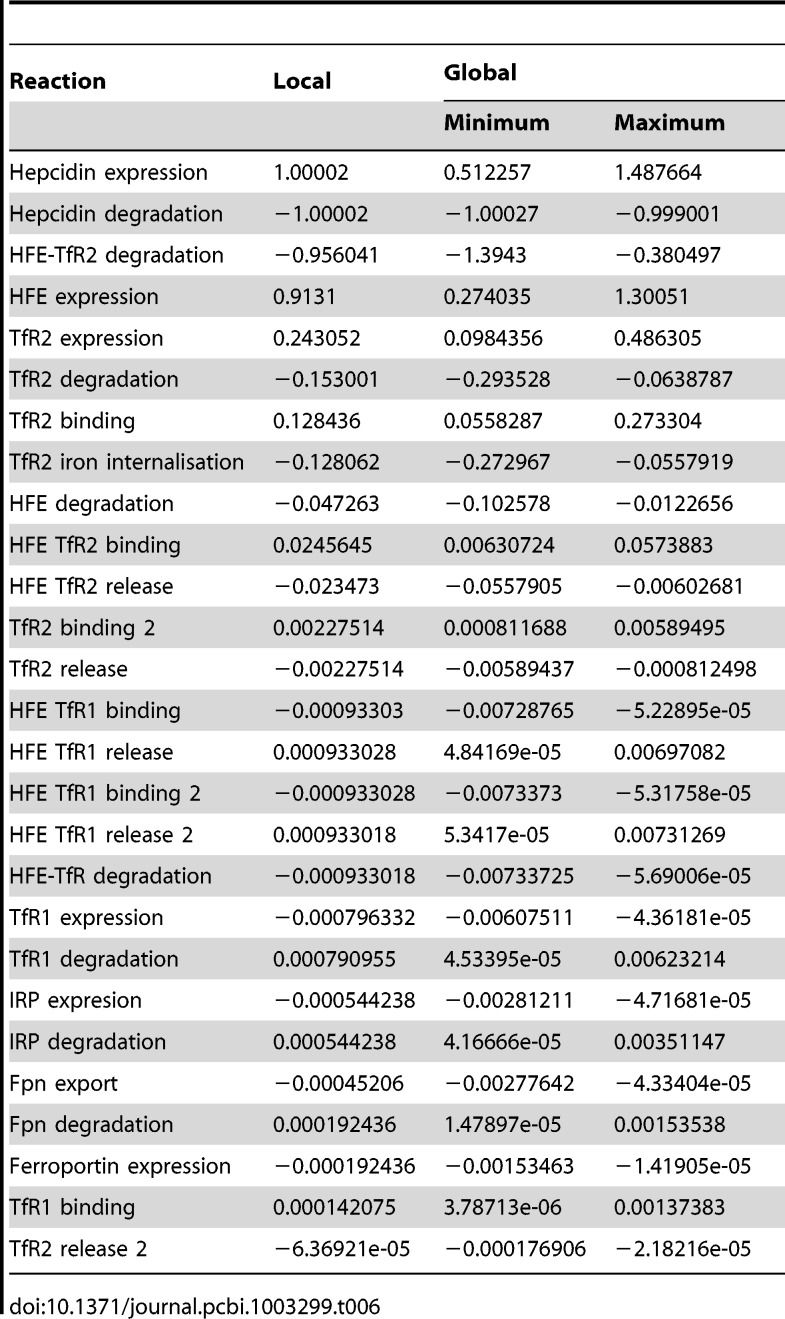 Reaction Local Global
Minimum Maximum
Hepcidin expression 1.00002 0.512257 1.487664
Hepcidin degradation −1.00002 −1.00027 −0.999001
HFE-TfR2 degradation −0.956041 −1.3943 −0.380497
HFE expression 0.9131 0.274035 1.30051
TfR2 expression 0.243052 0.0984356 0.486305
TfR2 degradation −0.153001 −0.293528 −0.0638787
TfR2 binding 0.128436 0.0558287 0.273304
TfR2 iron internalisation −0.128062 −0.272967 −0.0557919
HFE degradation −0.047263 −0.102578 −0.0122656
HFE TfR2 binding 0.0245645 0.00630724 0.0573883
HFE TfR2 release −0.023473 −0.0557905 −0.00602681
TfR2 binding 2 0.00227514 0.000811688 0.00589495
TfR2 release −0.00227514 −0.00589437 −0.000812498
HFE TfR1 binding −0.00093303 −0.00728765 −5.22895e-05
HFE TfR1 release 0.000933028 4.84169e-05 0.00697082
HFE TfR1 binding 2 −0.000933028 −0.0073373 −5.31758e-05
HFE TfR1 release 2 0.000933018 5.3417e-05 0.00731269
HFE-TfR degradation −0.000933018 −0.00733725 −5.69006e-05
TfR1 expression −0.000796332 −0.00607511 −4.36181e-05
TfR1 degradation 0.000790955 4.53395e-05 0.00623214
IRP expresion −0.000544238 −0.00281211 −4.71681e-05
IRP degradation 0.000544238 4.16666e-05 0.00351147
Fpn export −0.00045206 −0.00277642 −4.33404e-05
Fpn degradation 0.000192436 1.47897e-05 0.00153538
Ferroportin expression −0.000192436 −0.00153463 −1.41905e-05
TfR1 binding 0.000142075 3.78713e-06 0.00137383
TfR2 release 2 −6.36921e-05 −0.000176906 −2.18216e-05
doi:10.1371/journal.pcbi.1003299.t006